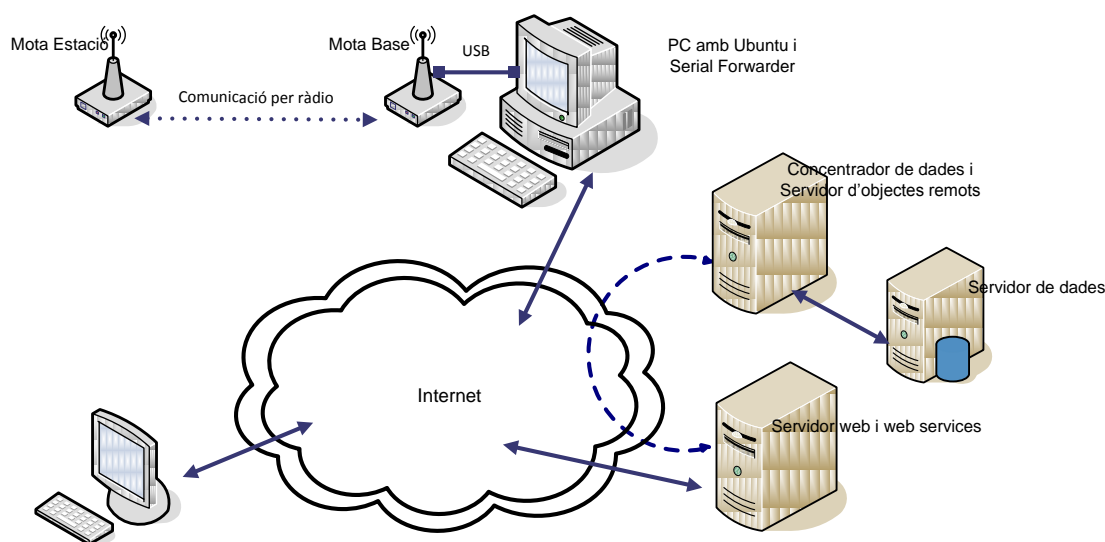 Mota Estació
Mota Base
USB
PC amb Ubuntu i
Serial Forwarder
Comunicació per ràdio
Concentrador de dades i
Servidor d'objectes remots
Servidor de dades
Internet
Servidor web i web services